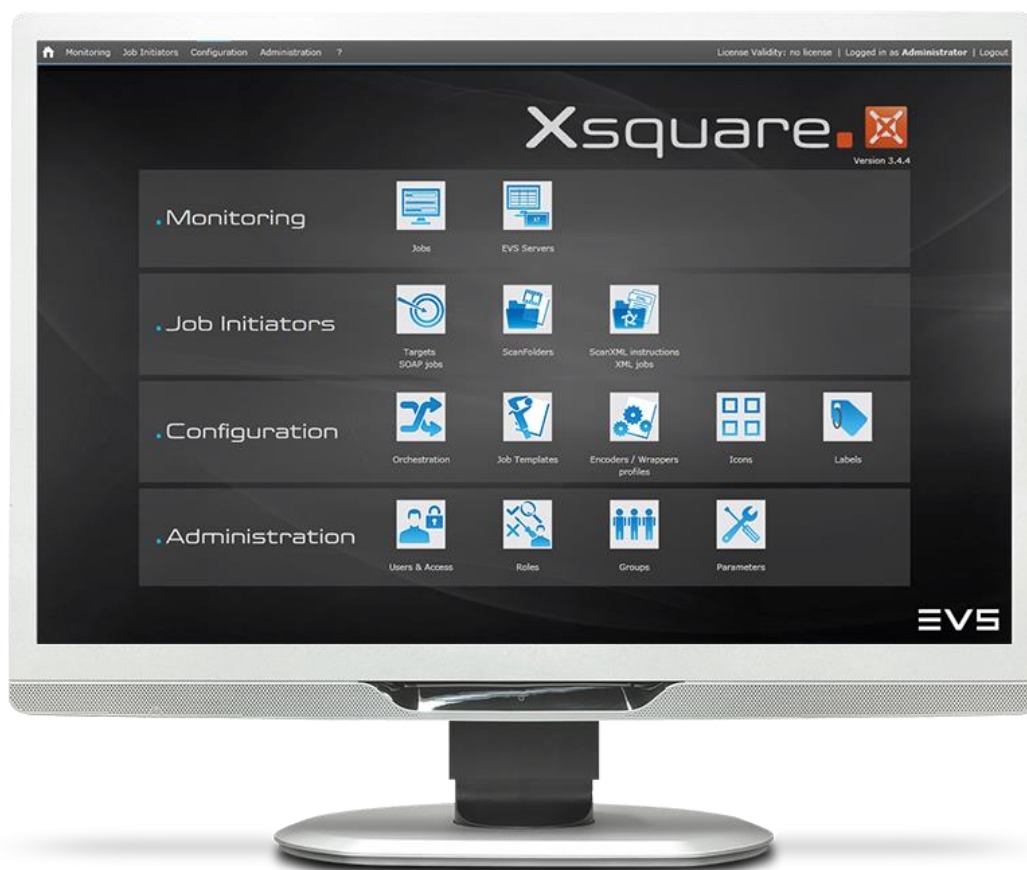 Monitoring Job Initiators Configuration Administration ?
License Validity: no license | Logged in as Administrator | Logout
Xsquare.
Version 3.4.4
.Monitoring
Jobs
EVS Servers
.Job Initiators
Targets
SOAP jobs
ScanFolders
ScanXML instructions
XML jobs
.Configuration
Orchestration
Job Templates
Encoders / Wrappers
profiles
Icons
Labels
.Administration
Users & Access
Roles
Groups
Parameters
EVS